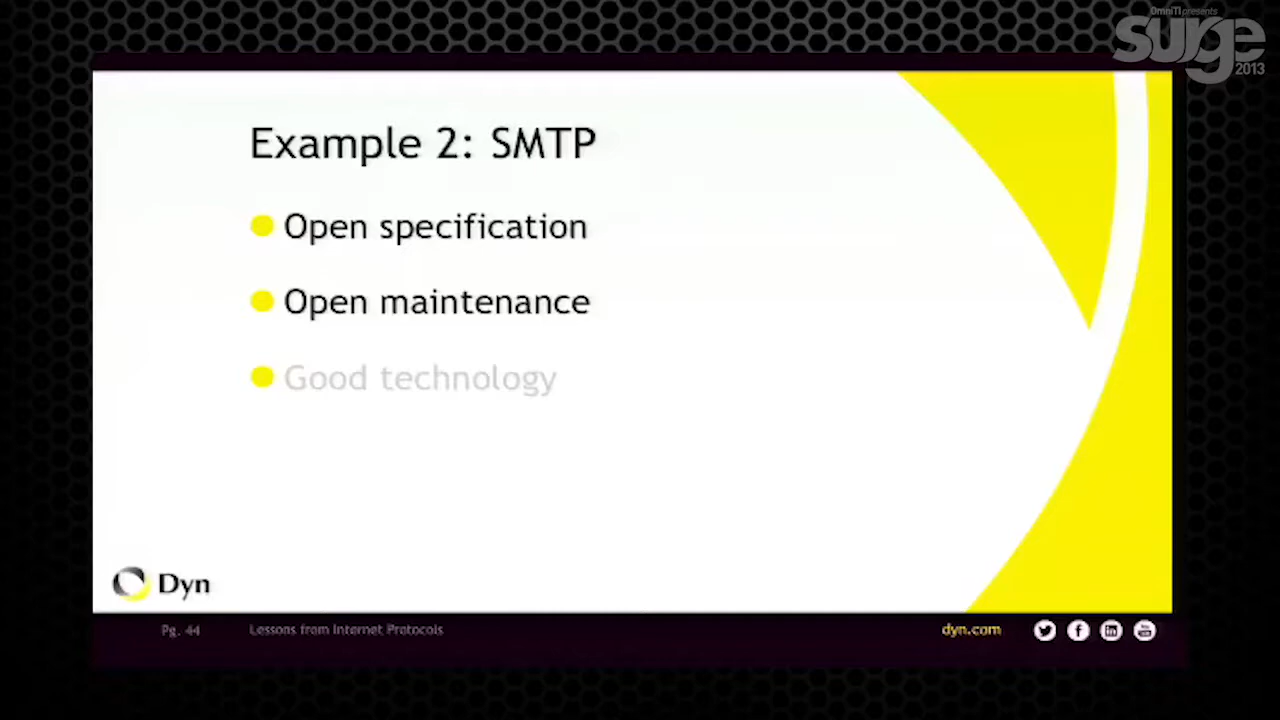 OmniTI presents
surge
2013
Example 2: SMTP
Open specification
Open maintenance
Good technology
Dyn
Pg. 44
Lessons from Internet Protocols
dyn.com